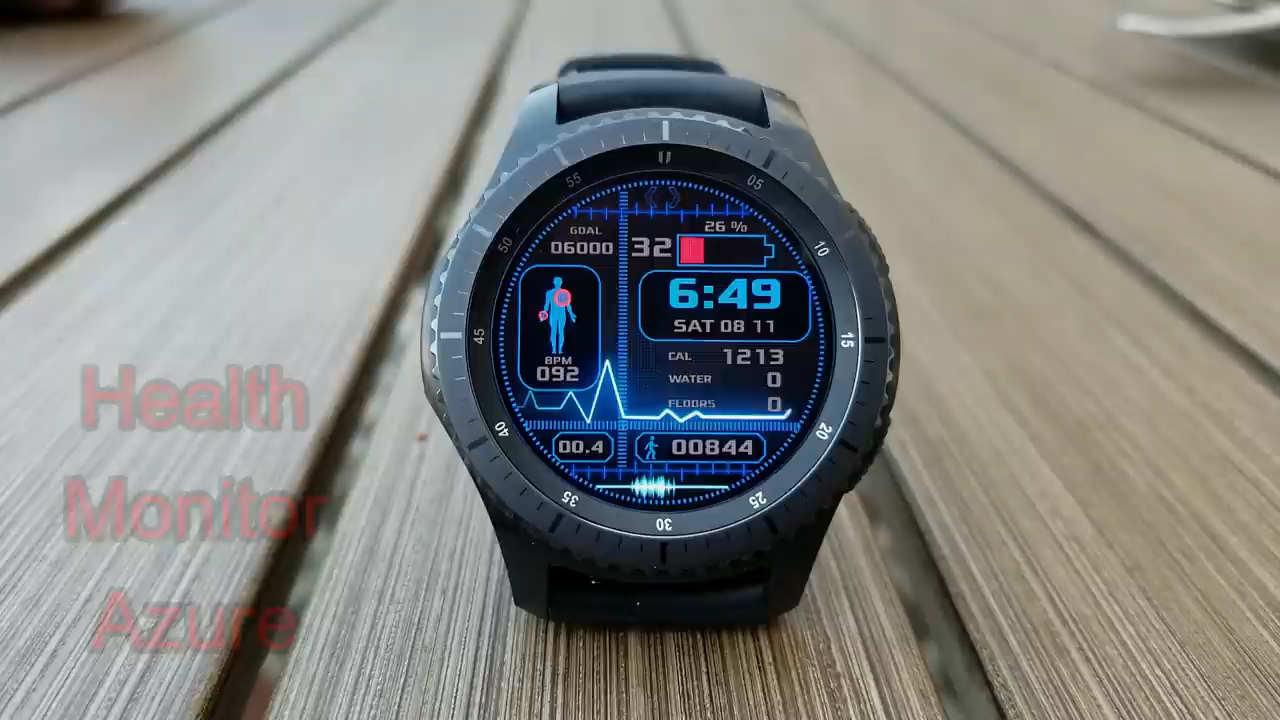 55
05
50
10
45
15
40
20
35
25
30
GOAL
06000
26 %
32
6:49
SAT 08 11
BPM
092
CAL 1213
WATER 0
FLOORS 0
00.4
00844
Health
Monitor
Azure